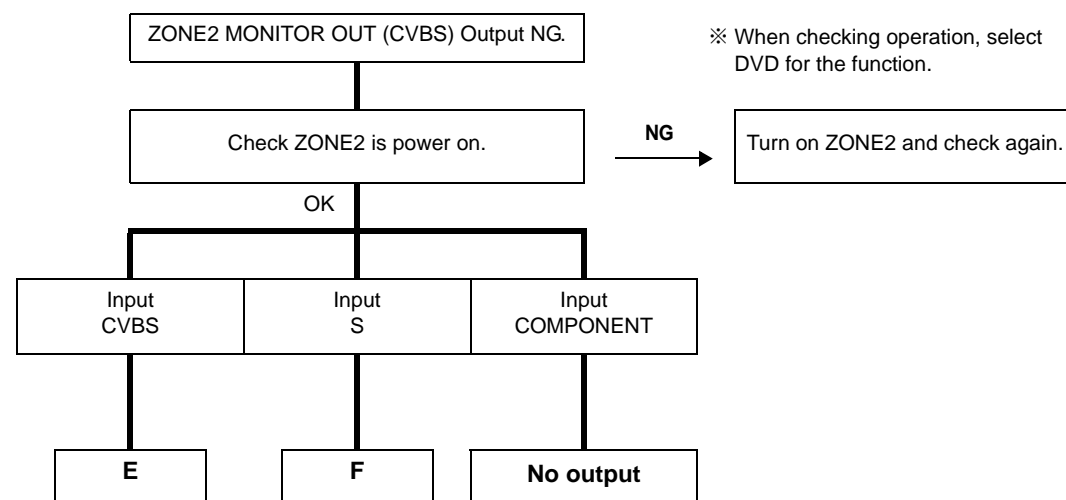 ZONE2 MONITOR OUT (CVBS) Output NG.
※ When checking operation, select
DVD for the function.
Check ZONE2 is power on.
NG
Turn on ZONE2 and check again.
OK
Input
CVBS
Input
S
Input
COMPONENT
E
F
No output